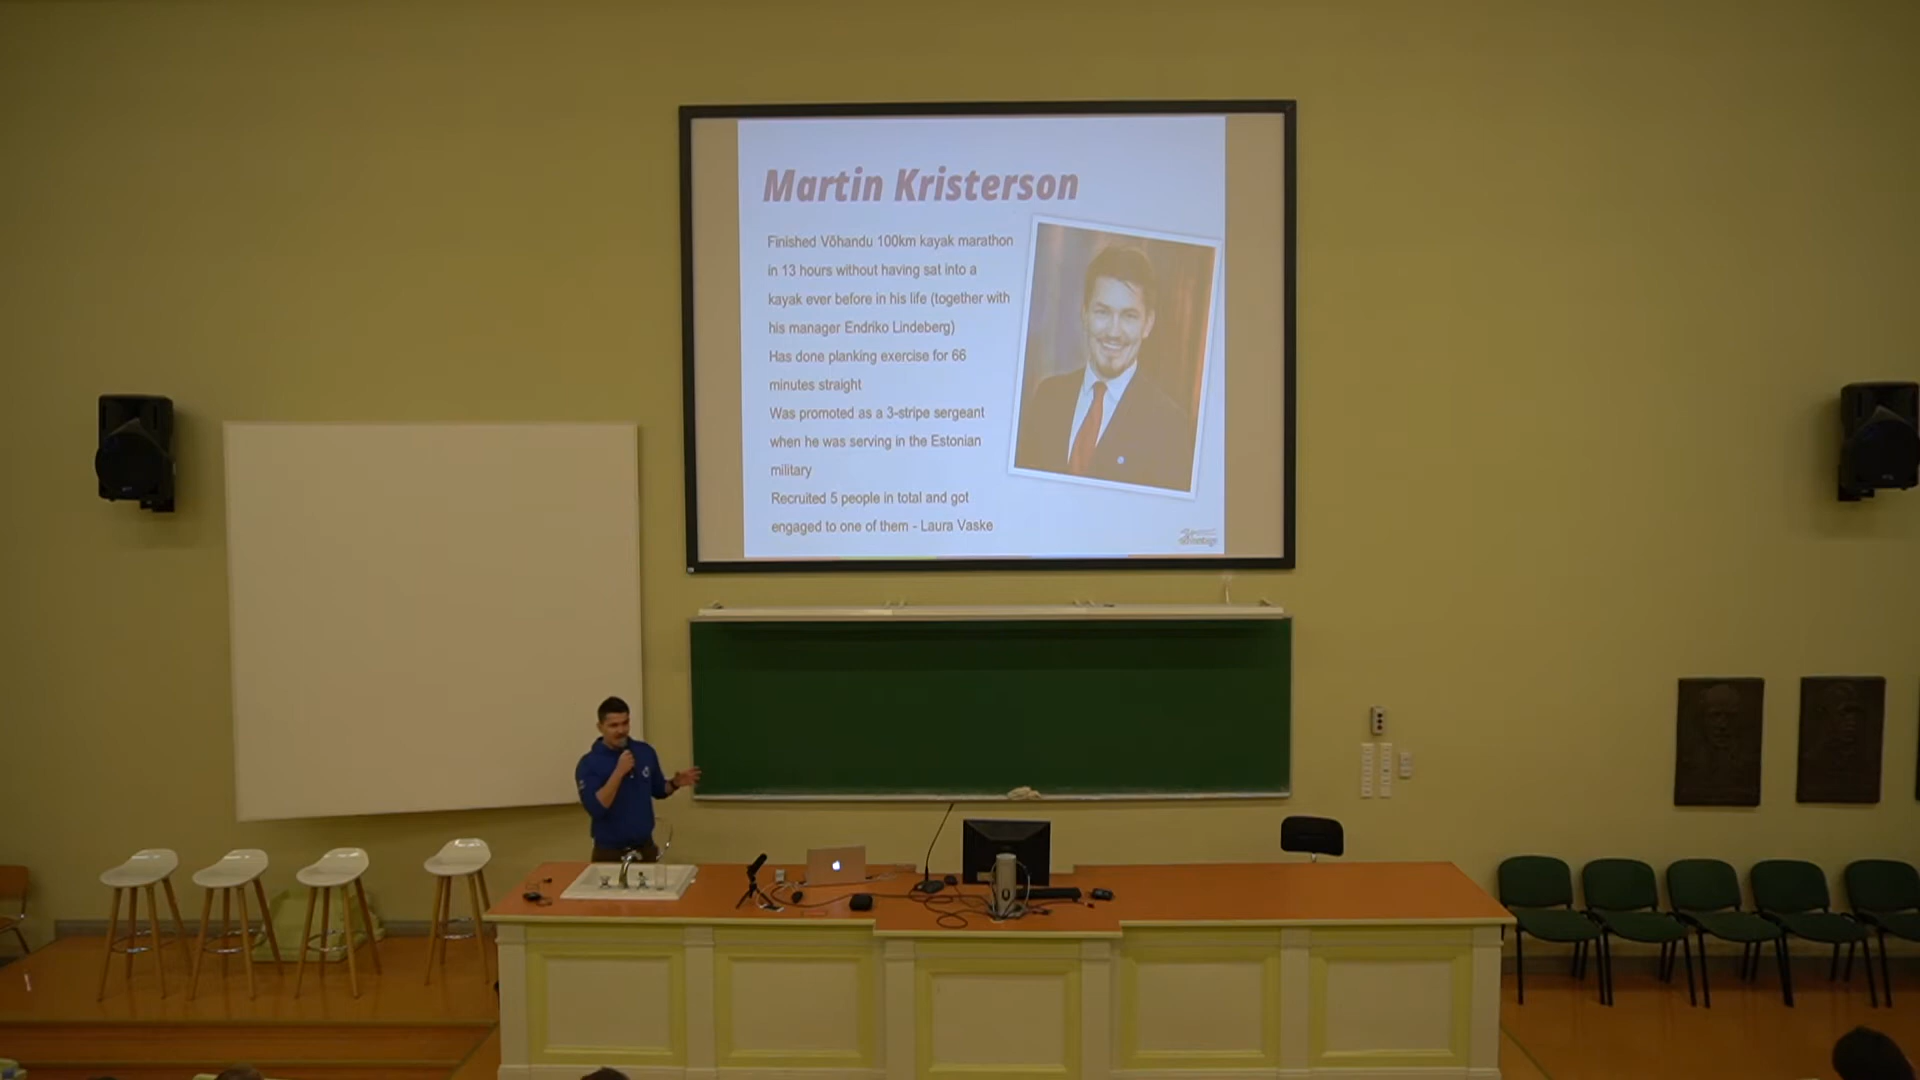 Martin Kristerson
Finished Võhandu 100km kayak marathon
in 13 hours without having sat into a
kayak ever before in his life (together with
his manager Endriko Lindeberg)
Has done planking exercise for 66
minutes straight
Was promoted as a 3-stripe sergeant
when he was serving in the Estonian
military
Recruited 5 people in total and got
engaged to one of them - Laura Vaske